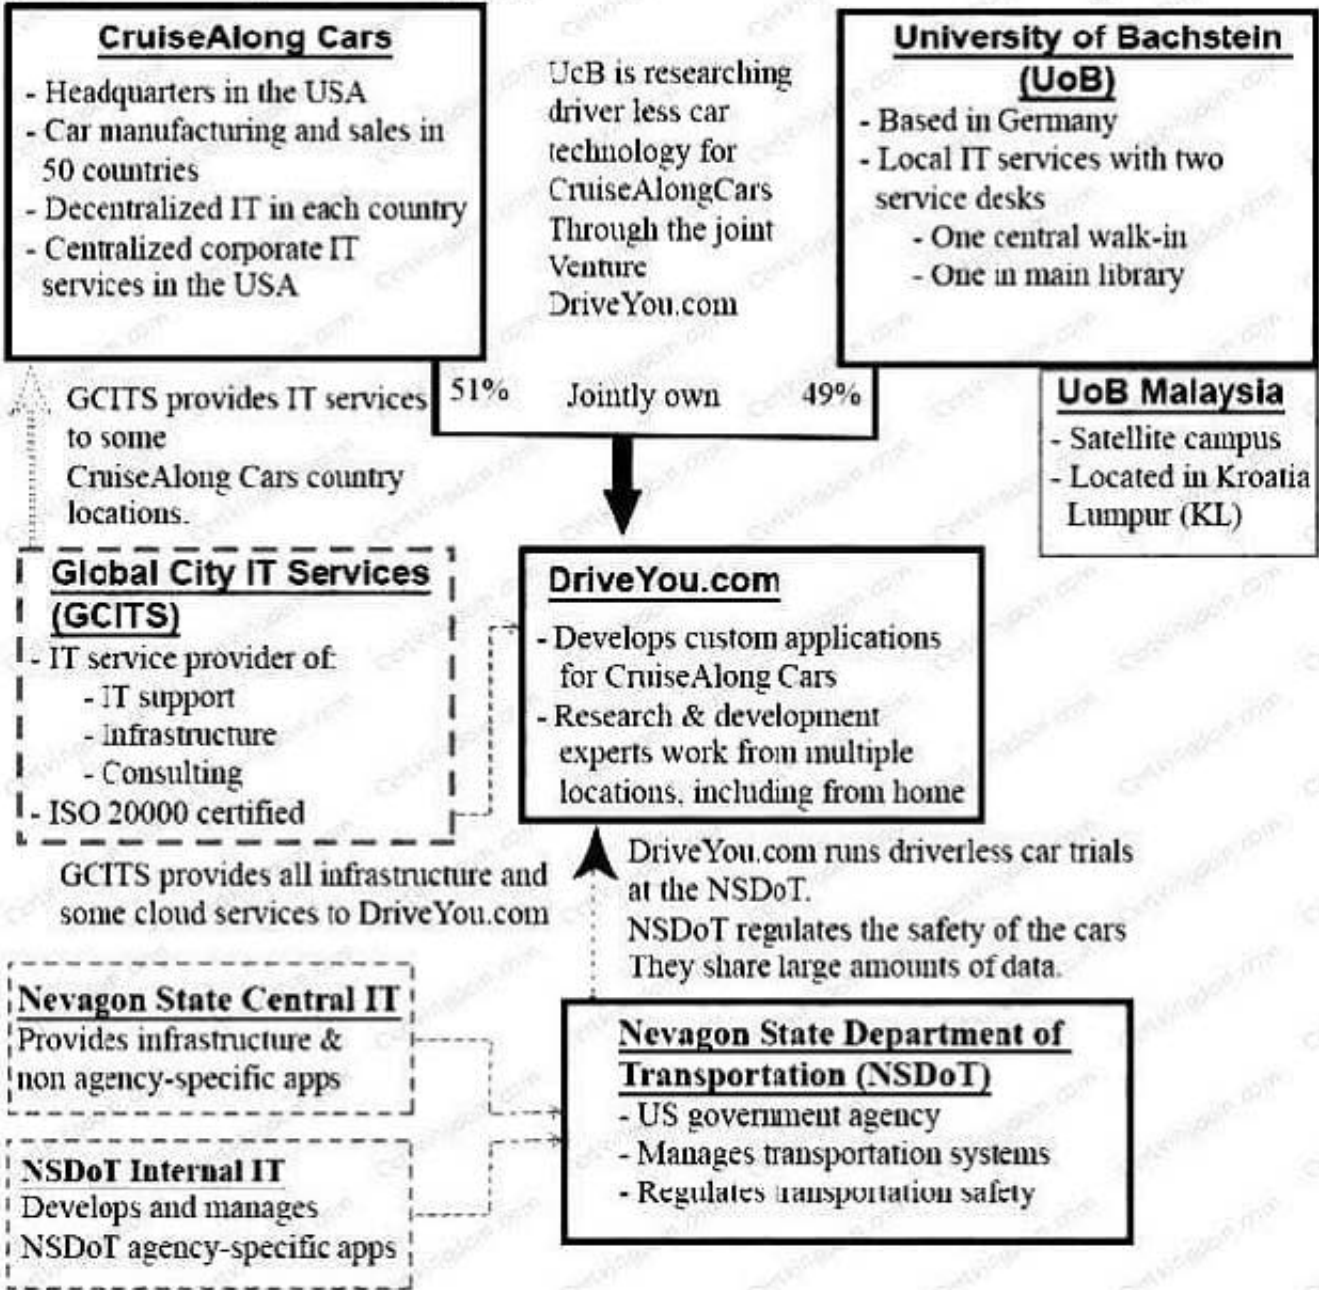 CruiseAlong Cars
- Headquarters in the USA
- Car manufacturing and sales in
50 countries
- Decentralized IT in each country
- Centralized corporate IT
services in the USA
UcB is researching
driver less car
technology for
CruiseAlongCars
Through the joint
Venture
DriveYou.com
University of Bachstein
(UoB)
- Based in Germany
- Local IT services with two
service desks
- One central walk-in
- One in main library
51% Jointly own 49%
UoB Malaysia
- Satellite campus
- Located in Kroatia
Lumpur (KL)
GCITS provides IT services
to some
CruiseAlong Cars country
locations.
Global City IT Services
(GCITS)
- IT service provider of:
- IT support
- Infrastructure
- Consulting
- ISO 20000 certified
DriveYou.com
- Develops custom applications
for CruiseAlong Cars
- Research & development
experts work from multiple
locations, including from home
GCITS provides all infrastructure and
some cloud services to DriveYou.com
DriveYou.com runs driverless car trials
at the NSDoT.
NSDoT regulates the safety of the cars
They share large amounts of data.
Nevagon State Central IT
Provides infrastructure &
non agency-specific apps
NSDoT Internal IT
Develops and manages
NSDoT agency-specific apps
Nevagon State Department of
Transportation (NSDoT)
- US government agency
- Manages transportation systems
- Regulates transportation safety